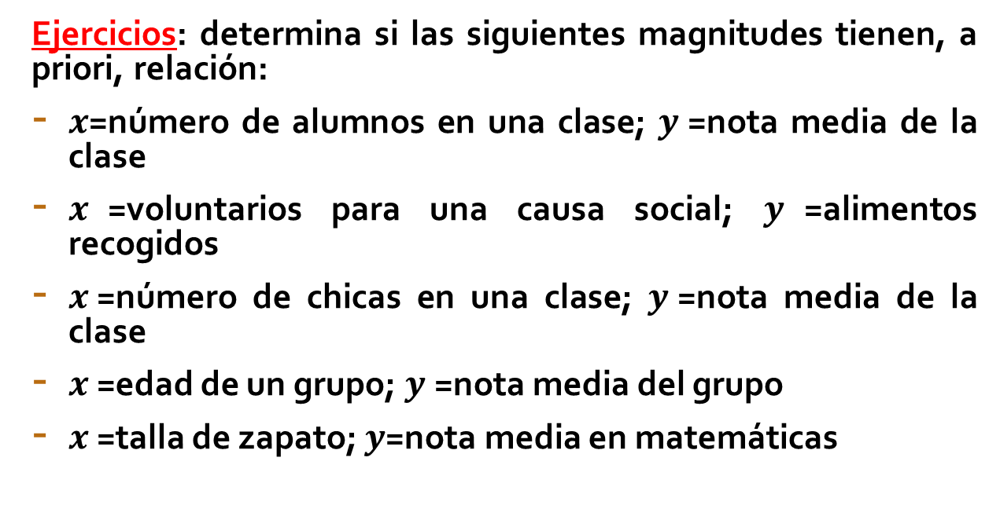 Ejercicios: determina si las siguientes magnitudes tienen, a
priori, relación:
- x=número de alumnos en una clase; y =nota media de la
clase
- x =voluntarios para una causa social; y =alimentos
recogidos
- x =número de chicas en una clase; y =nota media de la
clase
- x =edad de un grupo; y =nota media del grupo
- x =talla de zapato; y=nota media en matemáticas